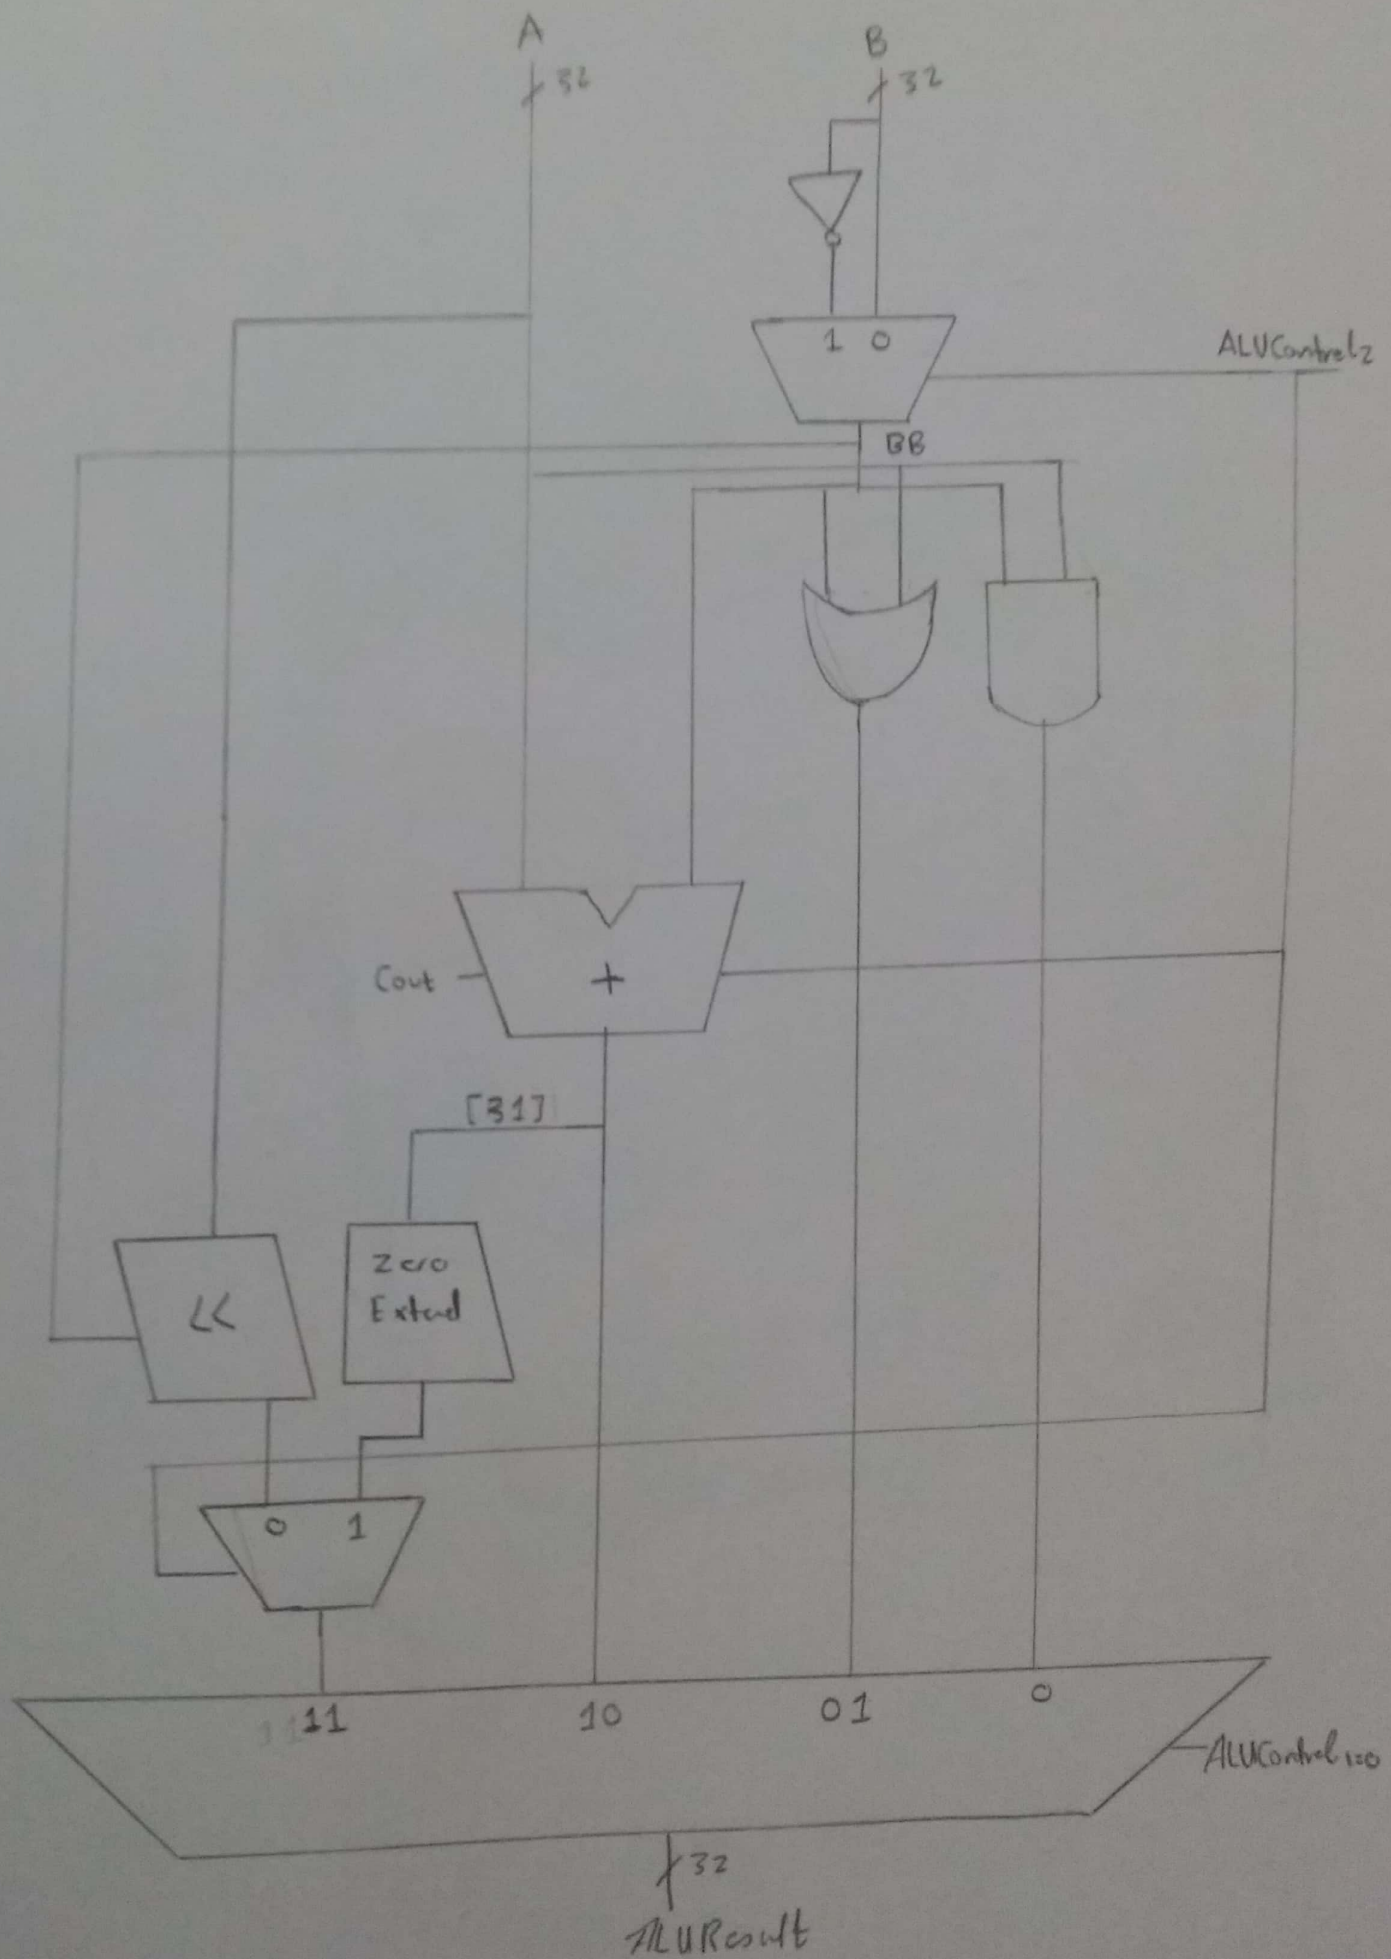 A
B
32
32
1 0
ALUControl2
BB
Cout
+
[31]
<<
Zero
Extend
0 1
11
10
01
0
ALUControl1:0
32
ALUResult